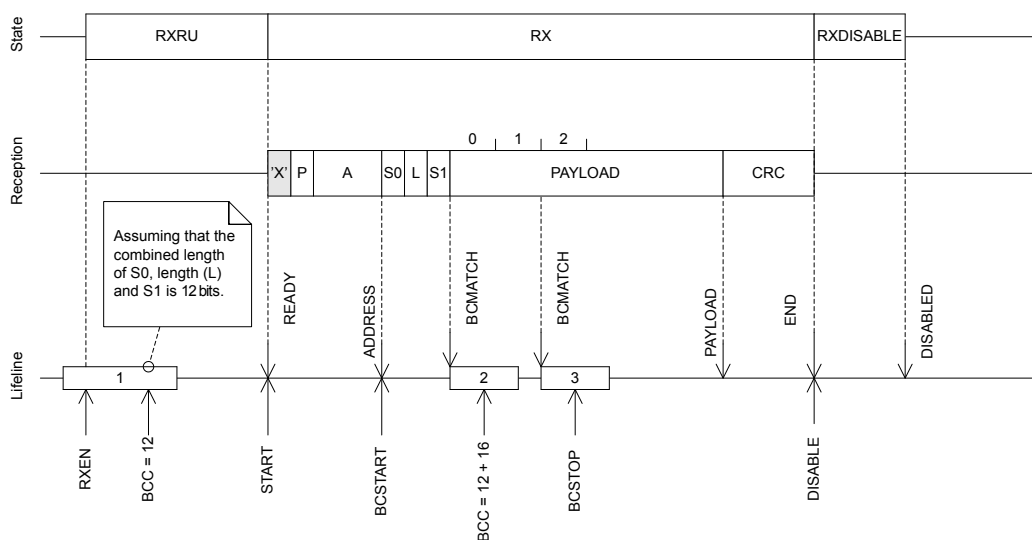 State
RXRU
RX
RXDISABLE
Reception
0
1
2
'X'
P
A
S0
L
S1
PAYLOAD
CRC
Assuming that the
combined length
of S0, length (L)
and S1 is 12 bits.
READY
ADDRESS
BCMATCH
BCMATCH
PAYLOAD
END
DISABLED
Lifeline
1
2
3
RXEN
BCC = 12
START
BCSTART
BCC = 12 + 16
BCSTOP
DISABLE